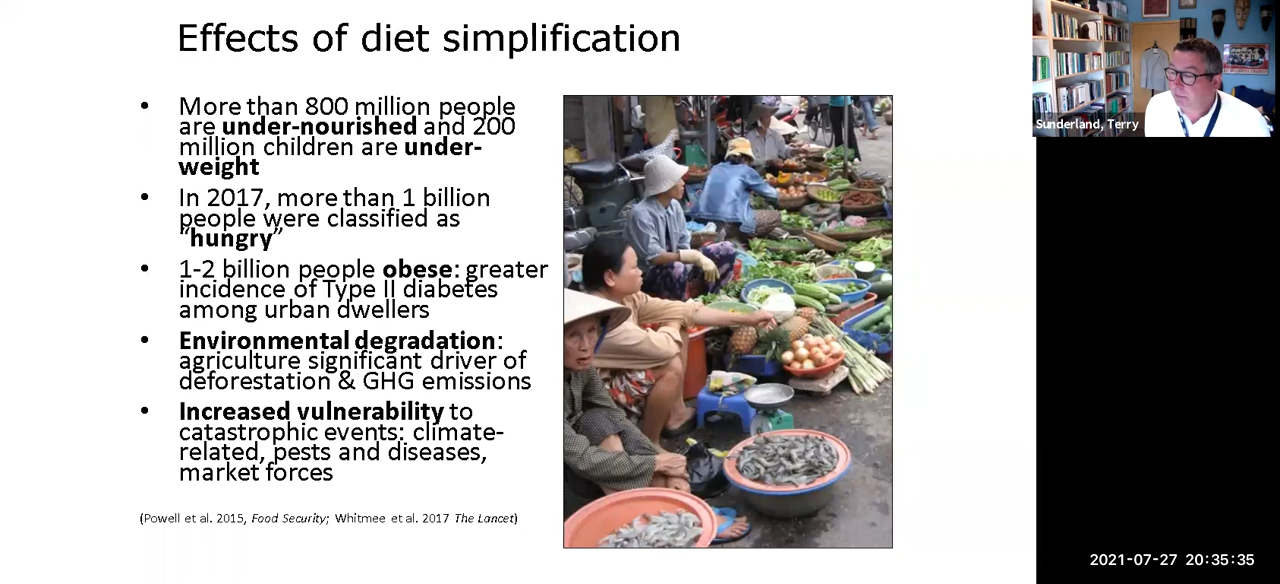 Effects of diet simplification
• More than 800 million people
are under-nourished and 200
million children are under-
weight
• In 2017, more than 1 billion
people were classified as
"hungry"
• 1-2 billion people obese: greater
incidence of Type II diabetes
among urban dwellers
• Environmental degradation:
agriculture significant driver of
deforestation & GHG emissions
• Increased vulnerability to
catastrophic events: climate-
related, pests and diseases,
market forces
(Powell et al. 2015, Food Security; Whitmee et al. 2017 The Lancet)
Sunderland, Terry
2021-07-27 20:35:35